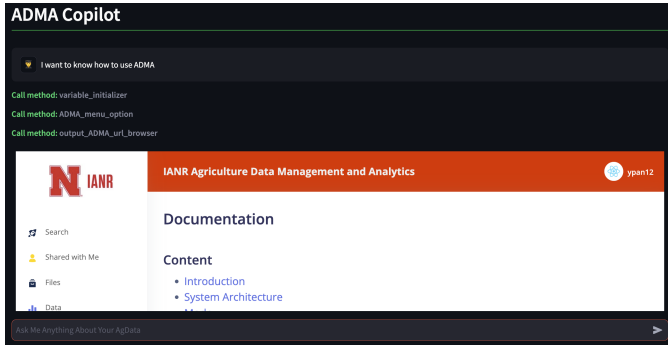 ADMA Copilot
I want to know how to use ADMA
Call method: variable_initializer
Call method: ADMA_menu_option
Call method: output_ADMA_url_browser
N IANR
IANR Agriculture Data Management and Analytics
ypan12
Search
Shared with Me
Files
Data
Documentation
Content
Introduction
System Architecture
Ask Me Anything About Your AgData